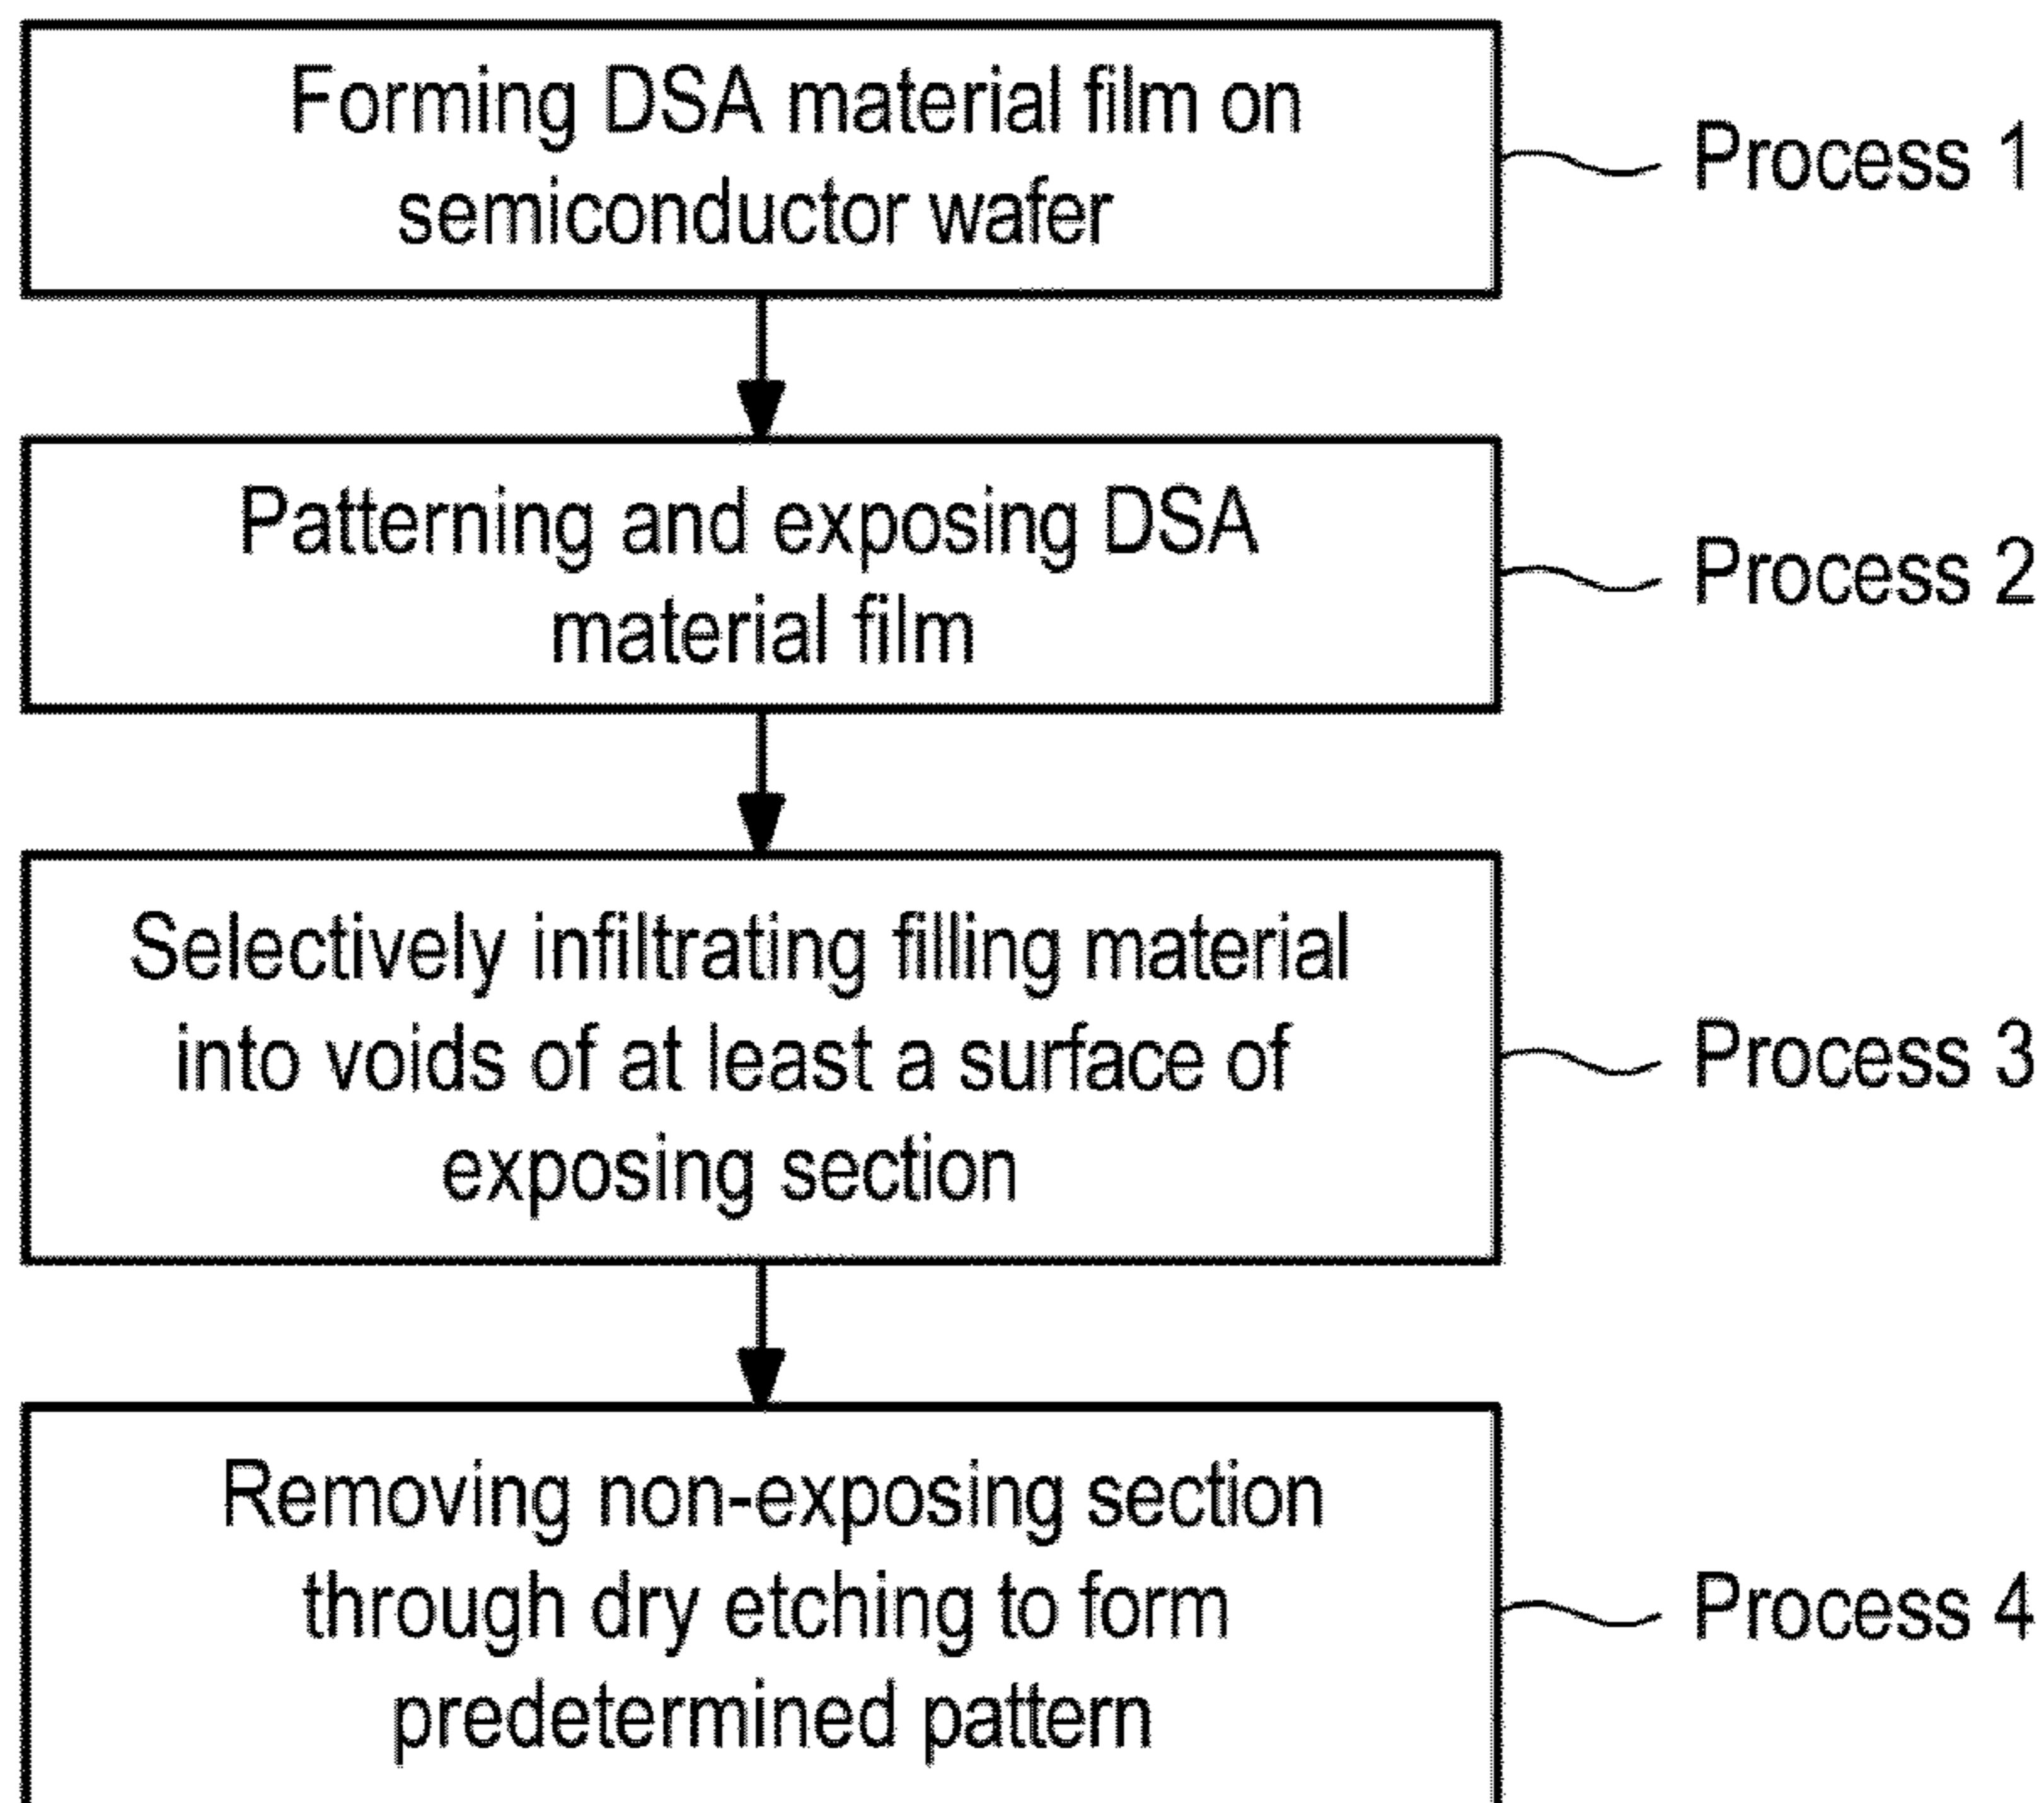 Forming DSA material film on
semiconductor wafer
Process 1
Patterning and exposing DSA
material film
Process 2
Selectively infiltrating filling material
into voids of at least a surface of
exposing section
Process 3
Removing non-exposing section
through dry etching to form
predetermined pattern
Process 4